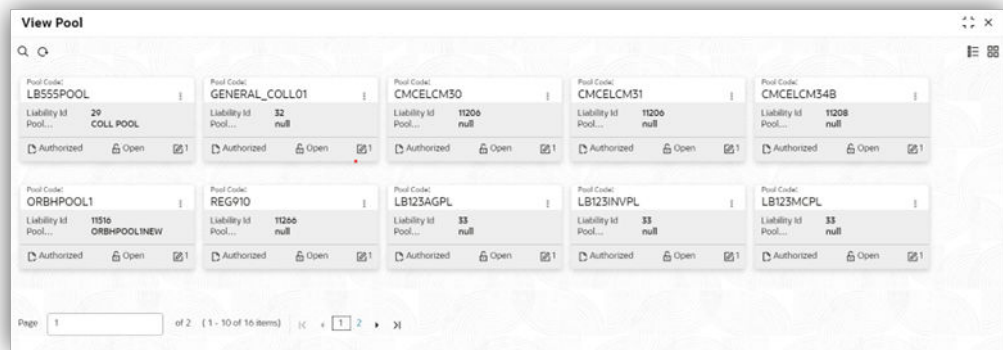 View Pool
Pool Code: Pool Code: Pool Code: Pool Code: Pool Code:
LB555POOL GENERAL_COLL01 CMCELCM30 CMCELCM31 CMCELCM34B
Liability Id 29 Liability Id 32 Liability Id 11206 Liability Id 11206 Liability Id 11208
Pool... COLL POOL Pool... null Pool... null Pool... null Pool... null
Authorized Open 1 Authorized Open 1 Authorized Open 1 Authorized Open 1 Authorized Open 1
Pool Code: Pool Code: Pool Code: Pool Code: Pool Code:
ORBHPOOL1 REG910 LB123AGPL LB123INVPL LB123MCPL
Liability Id 11516 Liability Id 11266 Liability Id 33 Liability Id 33 Liability Id 33
Pool... ORBHPOOL1NEW Pool... null Pool... null Pool... null Pool... null
Authorized Open 1 Authorized Open 1 Authorized Open 1 Authorized Open 1 Authorized Open 1
Page 1 of 2 (1 - 10 of 16 items) 1 2